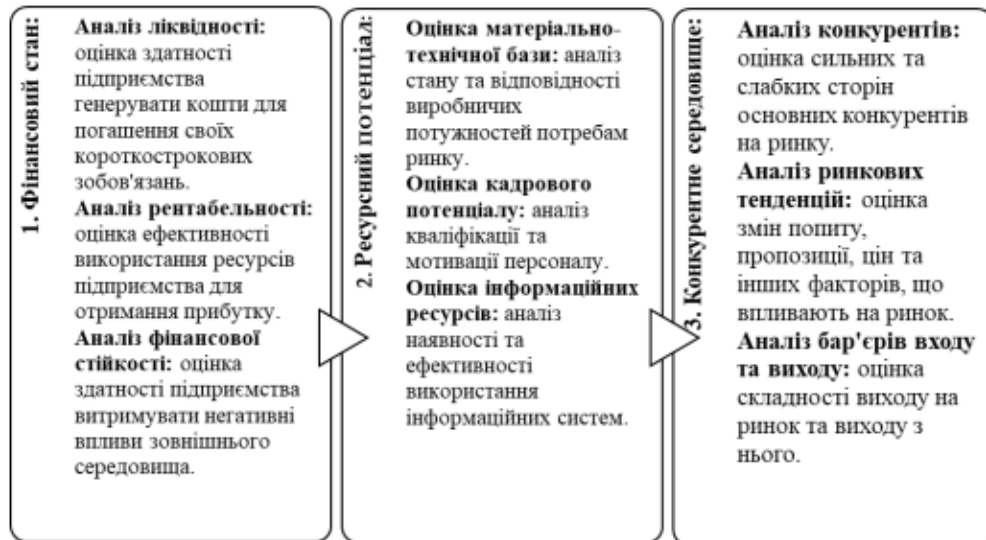 1. Фінансовий стан:
Аналіз ліквідності:
оцінка здатності
підприємства
генерувати кошти для
погашення своїх
короткострокових
зобов'язань.
Аналіз рентабельності:
оцінка ефективності
використання ресурсів
підприємства для
отримання прибутку.
Аналіз фінансової
стійкості: оцінка
здатності підприємства
витримувати негативні
впливи зовнішнього
середовища.
2. Ресурсний потенціал:
Оцінка матеріально-
технічної бази: аналіз
стану та відповідності
виробничих
потужностей потребам
ринку.
Оцінка кадрового
потенціалу: аналіз
кваліфікації та
мотивації персоналу.
Оцінка інформаційних
ресурсів: аналіз
наявності та
ефективності
використання
інформаційних систем.
3. Конкурентне середовище:
Аналіз конкурентів:
оцінка сильних та
слабких сторін
основних конкурентів
на ринку.
Аналіз ринкових
тенденцій: оцінка
змін попиту,
пропозиції, цін та
інших факторів, що
впливають на ринок.
Аналіз бар'єрів входу
та виходу: оцінка
складності виходу на
ринок та виходу з
нього.